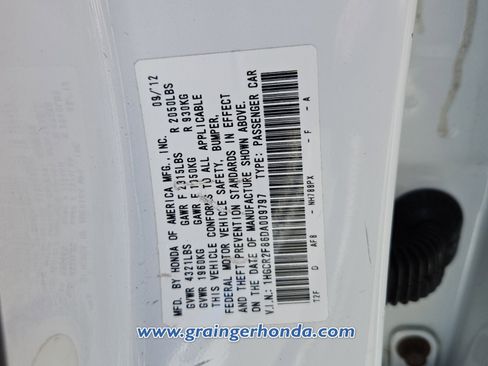 MFD. BY HONDA OF AMERICA MFG., INC. 09/12
GVWR 4321LBS GAWR F 2315LBS R 2050LBS
GVWR 1960KG GAWR F 1050KG R 930KG
THIS VEHICLE CONFORMS TO ALL APPLICABLE
FEDERAL MOTOR VEHICLE SAFETY, BUMPER,
AND THEFT PREVENTION STANDARDS IN EFFECT
ON THE DATE OF MANUFACTURE SHOWN ABOVE.
V.I.N.: 1HGCR2F86DA009797 TYPE: PASSENGER CAR
12F D AF8 - NH788PX - F - A
www.graingerhonda.com